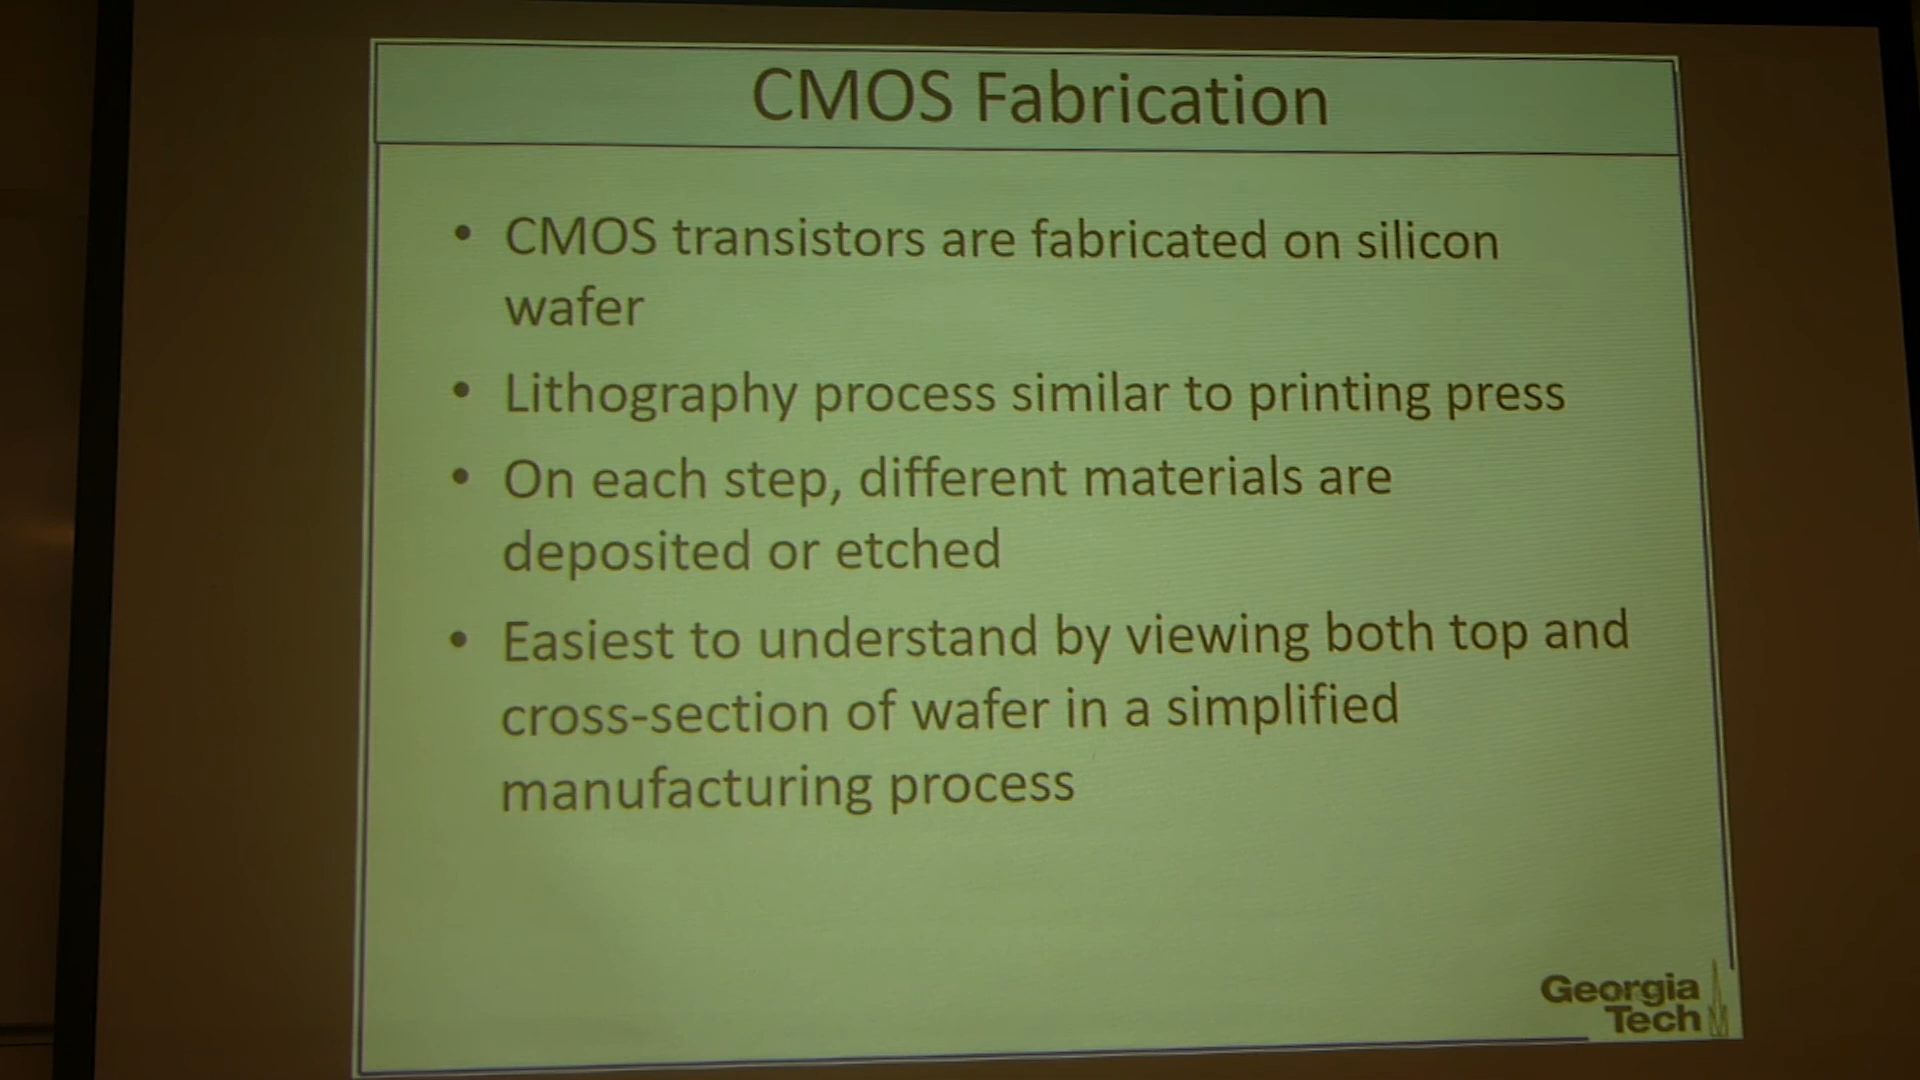 CMOS Fabrication
• CMOS transistors are fabricated on silicon
wafer
• Lithography process similar to printing press
• On each step, different materials are
deposited or etched
• Easiest to understand by viewing both top and
cross-section of wafer in a simplified
manufacturing process
Georgia
Tech